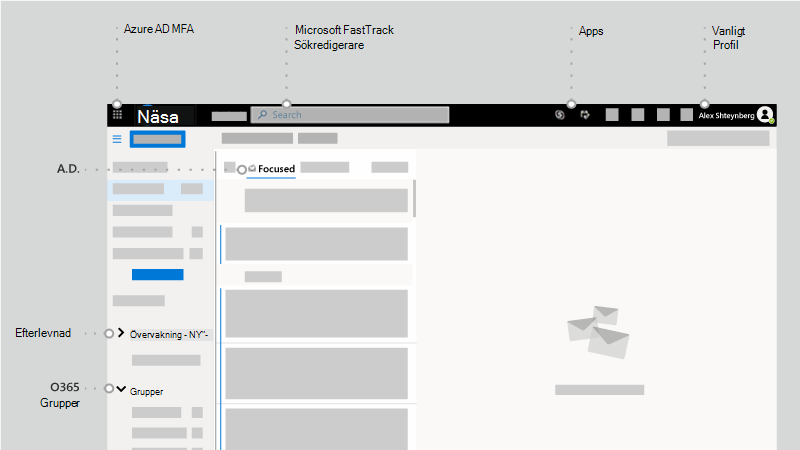 Azure AD MFA
Microsoft FastTrack
Sökredigerare
Apps
Vanligt
Profil
Näsa
Search
Alex Shteynberg
A.D.
Focused
Efterlevnad
Övervakning - NY"-
O365
Grupper
Grupper